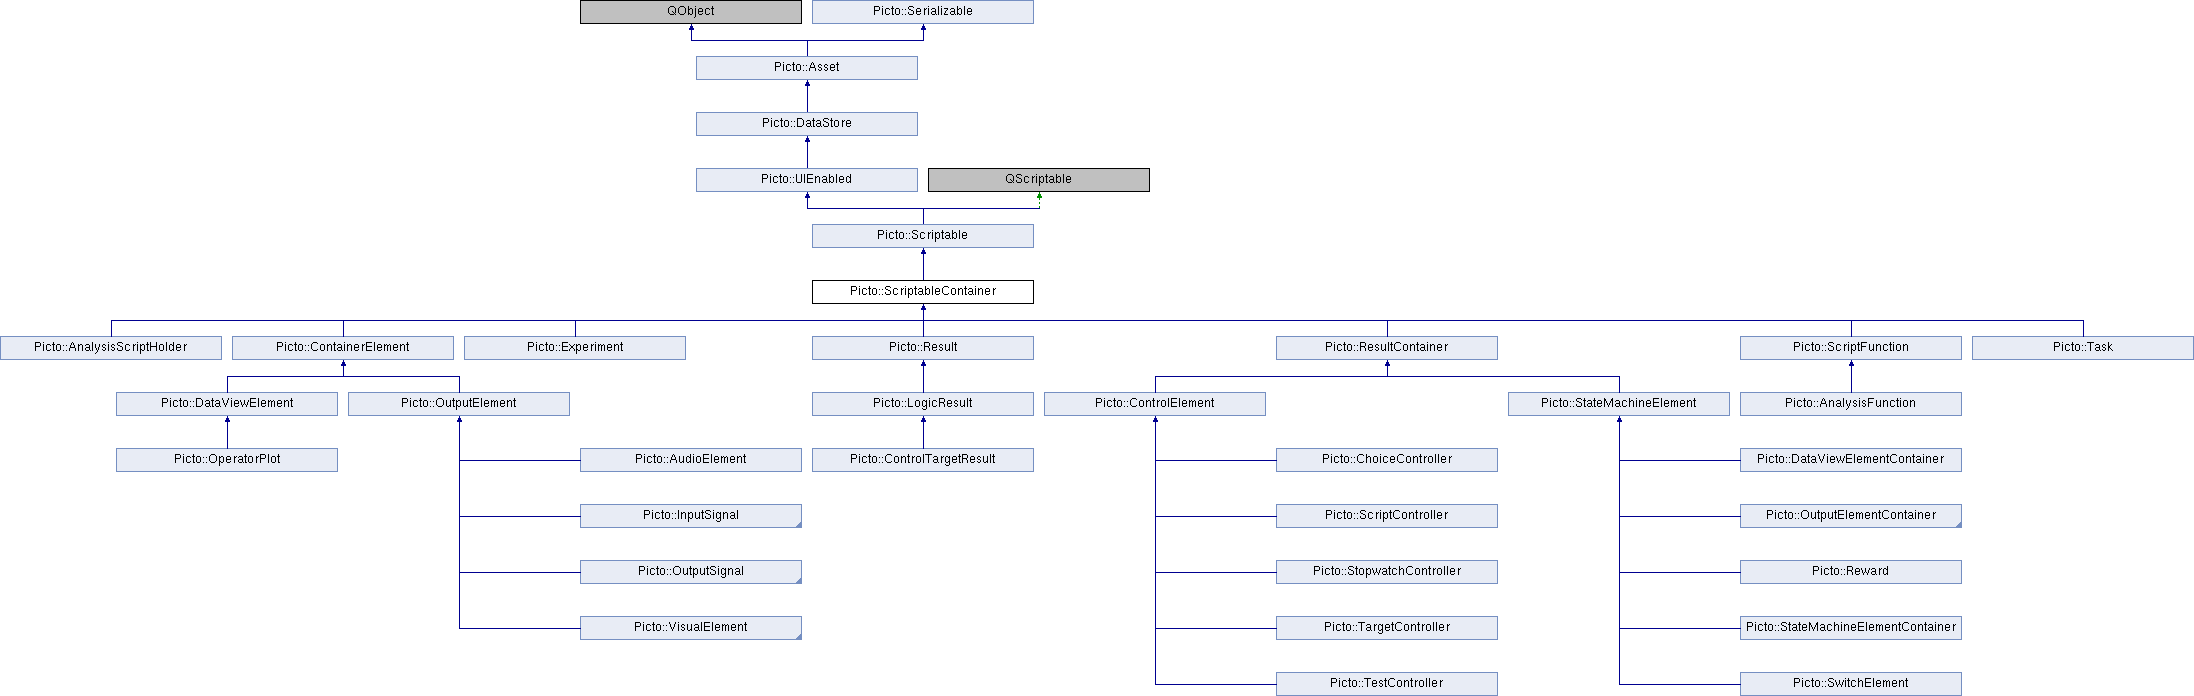 QObject
Picto::Serializable
Picto::Asset
Picto::DataStore
Picto::UIEnabled
QScriptable
Picto::Scriptable
Picto::ScriptableContainer
Picto::AnalysisScriptHolder
Picto::ContainerElement
Picto::Experiment
Picto::Result
Picto::ResultContainer
Picto::ScriptFunction
Picto::Task
Picto::DataViewElement
Picto::OutputElement
Picto::LogicResult
Picto::ControlElement
Picto::StateMachineElement
Picto::AnalysisFunction
Picto::OperatorPlot
Picto::AudioElement
Picto::ControlTargetResult
Picto::ChoiceController
Picto::DataViewElementContainer
Picto::InputSignal
Picto::ScriptController
Picto::OutputElementContainer
Picto::OutputSignal
Picto::StopwatchController
Picto::Reward
Picto::VisualElement
Picto::TargetController
Picto::StateMachineElementContainer
Picto::TestController
Picto::SwitchElement